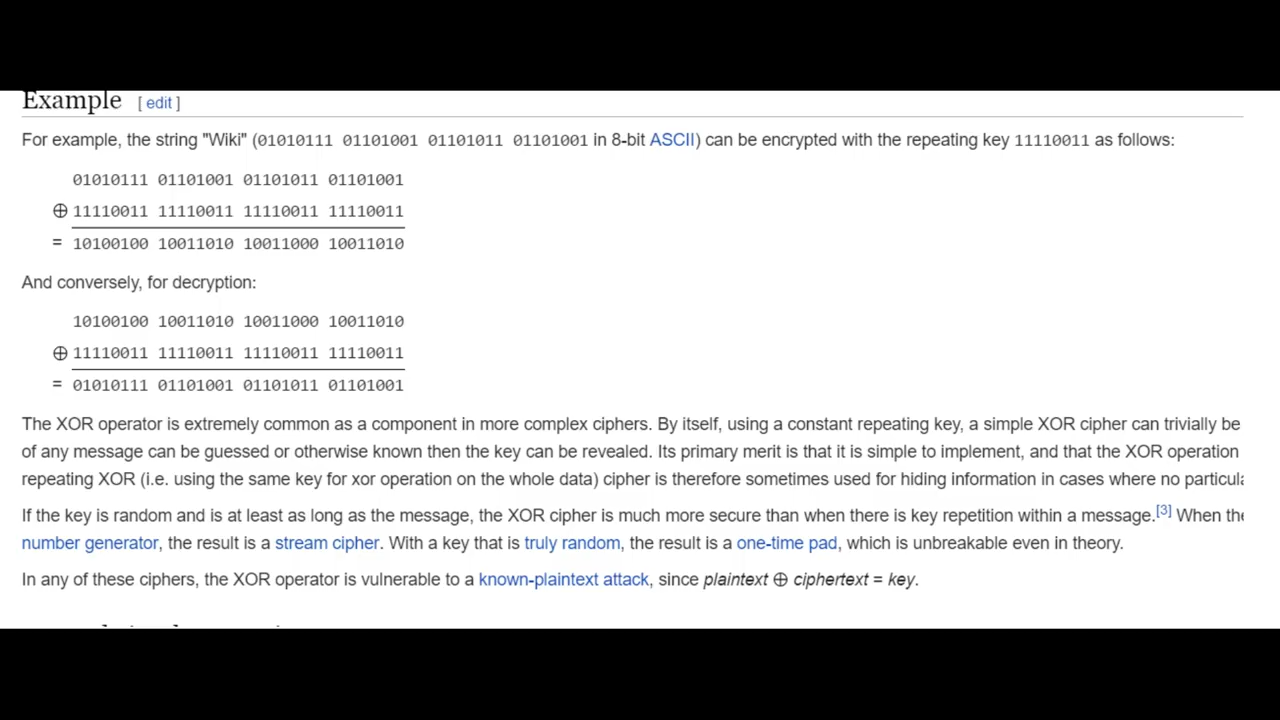 Example [ edit ]
For example, the string "Wiki" (01010111 01101001 01101011 01101001 in 8-bit ASCII) can be encrypted with the repeating key 11110011 as follows:
01010111 01101001 01101011 01101001
⊕ 11110011 11110011 11110011 11110011
= 10100100 10011010 10011000 10011010
And conversely, for decryption:
10100100 10011010 10011000 10011010
⊕ 11110011 11110011 11110011 11110011
= 01010111 01101001 01101011 01101001
The XOR operator is extremely common as a component in more complex ciphers. By itself, using a constant repeating key, a simple XOR cipher can trivially be
of any message can be guessed or otherwise known then the key can be revealed. Its primary merit is that it is simple to implement, and that the XOR operation
repeating XOR (i.e. using the same key for xor operation on the whole data) cipher is therefore sometimes used for hiding information in cases where no
If the key is random and is at least as long as the message, the XOR cipher is much more secure than when there is key repetition within a message.[3] When
number generator, the result is a stream cipher. With a key that is truly random, the result is a one-time pad, which is unbreakable even in theory.
In any of these ciphers, the XOR operator is vulnerable to a known-plaintext attack, since plaintext ⊕ ciphertext = key.